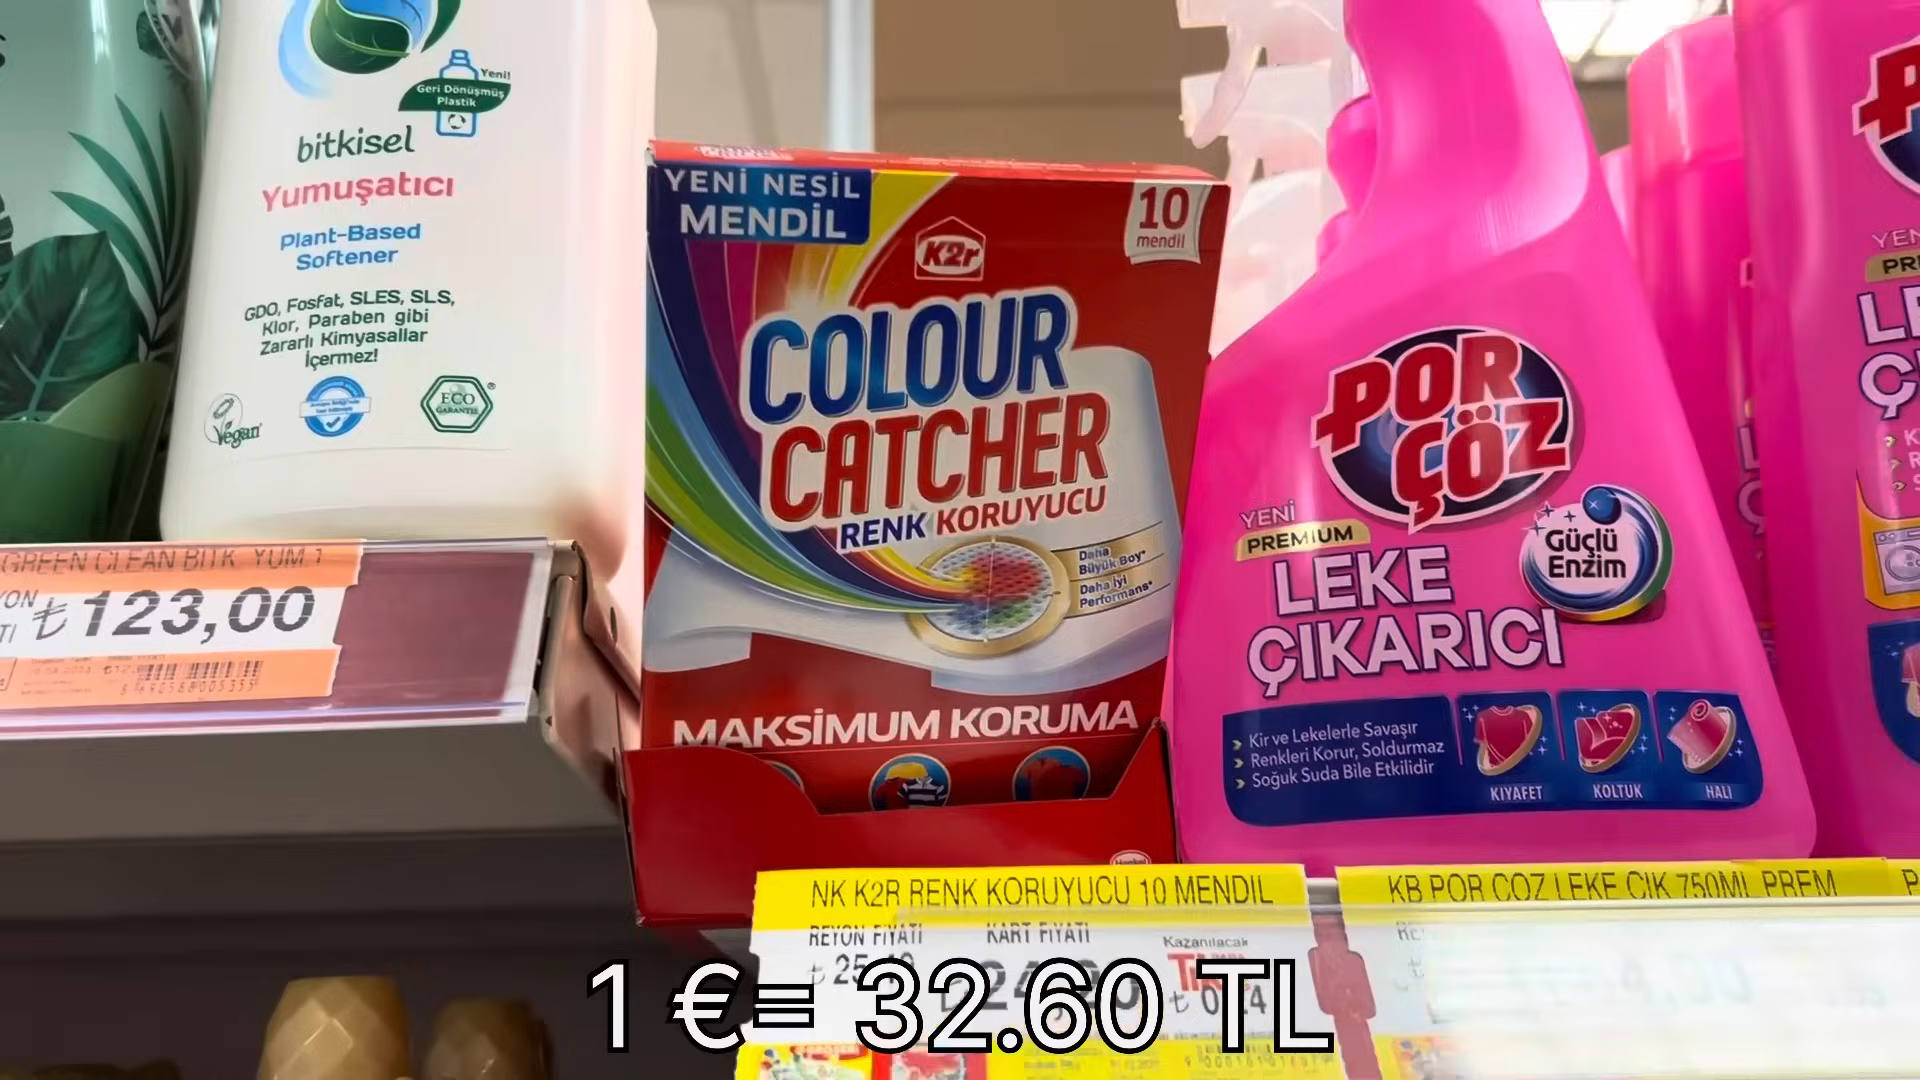 Yeni!
Geri Dönüşmüş
Plastik
bitkisel
Yumuşatıcı
Plant-Based
Softener
GDO, Fosfat, SLES, SLS,
Klor, Paraben gibi
Zararlı Kimyasallar
İçermez!
Vegan
ECO
GARANTIE
GREEN CLEAN BITK YUM 1
₺123,00
8690568005355
YENİ NESİL
MENDİL
10
mendil
K2r
COLOUR
CATCHER
RENK KORUYUCU
Daha
Büyük Boy*
Daha İyi
Performans*
MAKSİMUM KORUMA
Henkel
POR
ÇÖZ
YENİ
PREMIUM
LEKE
ÇIKARICI
Güçlü
Enzim
Kir ve Lekelerle Savaşır
Renkleri Korur, Soldurmaz
Soğuk Suda Bile Etkilidir
KIYAFET
KOLTUK
HALI
NK K2R RENK KORUYUCU 10 MENDIL
REYON FİYATI
KART FİYATI
Kazanılacak
KB POR COZ LEKE CIK 750ML PREM
1 €= 32.60 TL